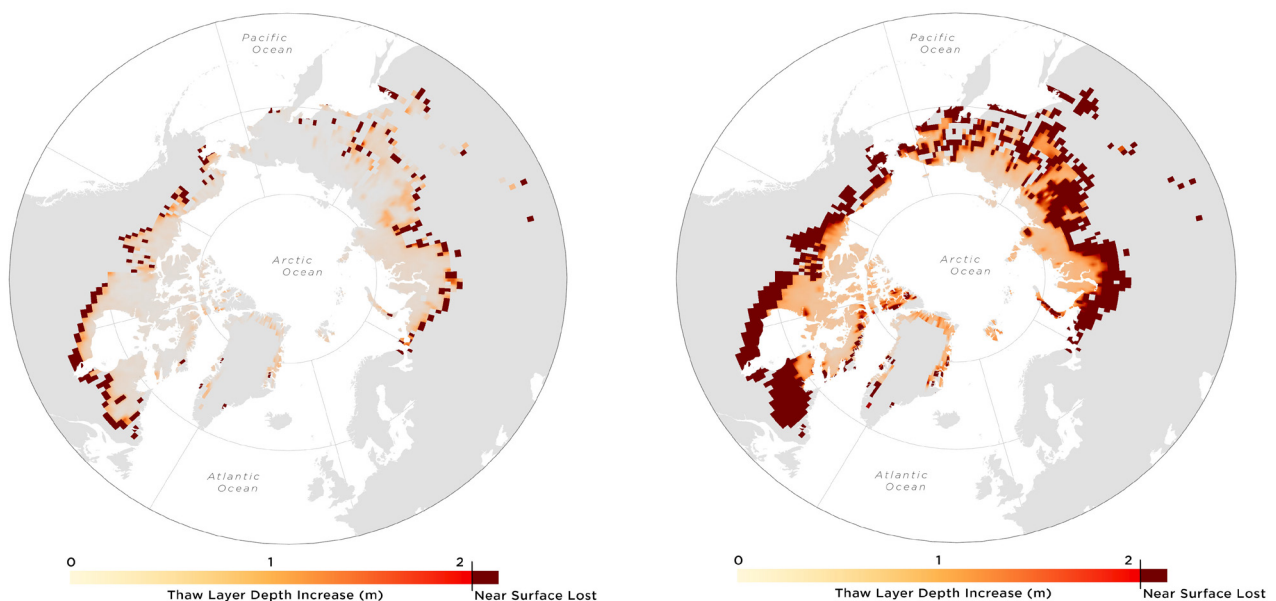 Pacific
Ocean
Arctic
Ocean
Atlantic
Ocean
0 1 2
Thaw Layer Depth Increase (m) Near Surface Lost
Pacific
Ocean
Arctic
Ocean
Atlantic
Ocean
0 1 2
Thaw Layer Depth Increase (m) Near Surface Lost